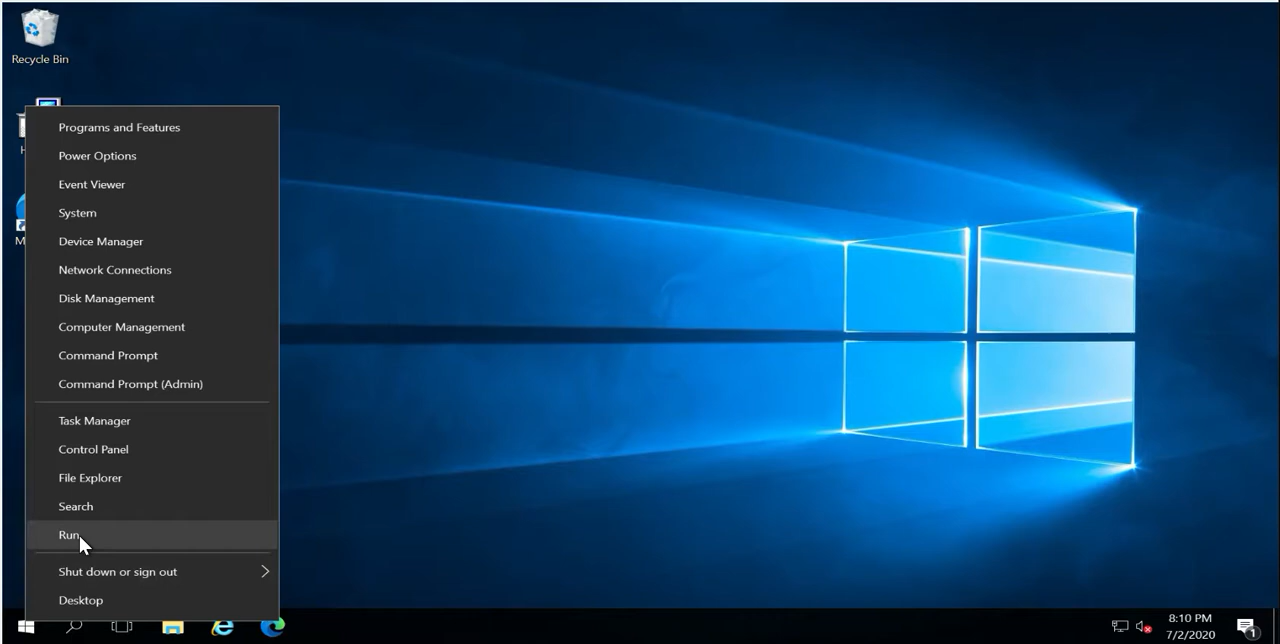 Recycle Bin
H
M
Programs and Features
Power Options
Event Viewer
System
Device Manager
Network Connections
Disk Management
Computer Management
Command Prompt
Command Prompt (Admin)
Task Manager
Control Panel
File Explorer
Search
Run
Shut down or sign out
Desktop
8:10 PM
7/2/2020
1